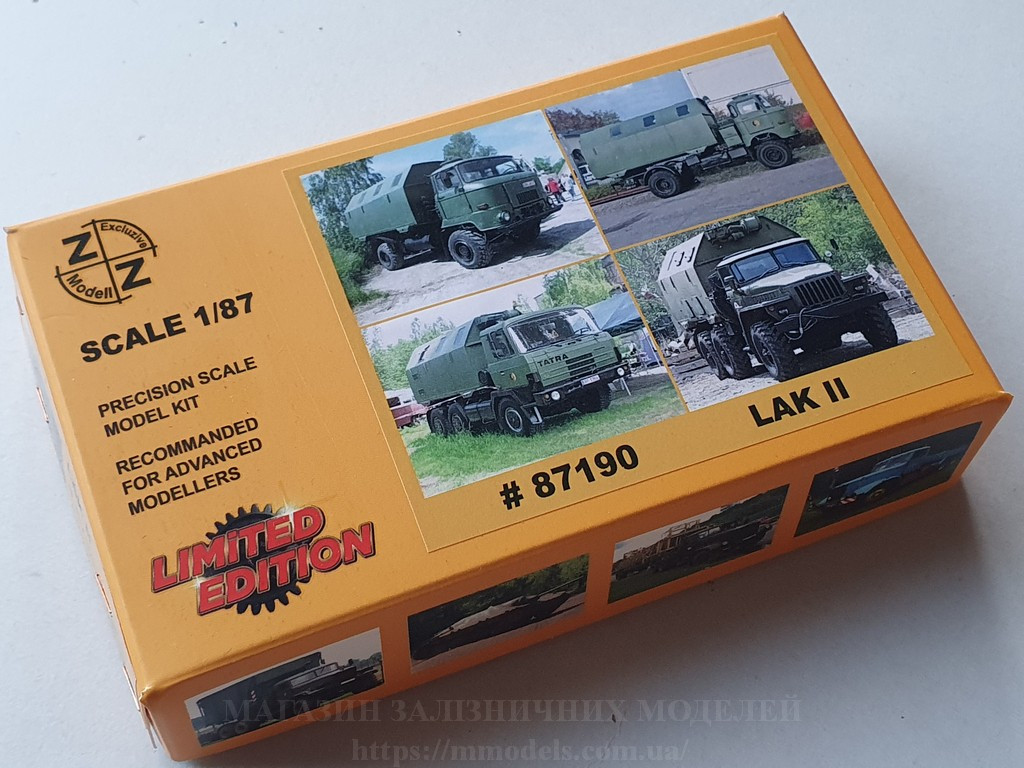 Z Excluzive
Modell Z
SCALE 1/87
PRECISION SCALE
MODEL KIT
RECOMMANDED
FOR ADVANCED
MODELLERS
LIMITED
EDITION
TATRA
# 87190
LAK II
МАГАЗИН ЗАЛІЗНИЧНИХ МОДЕЛЕЙ
https://mmodels.com.ua/